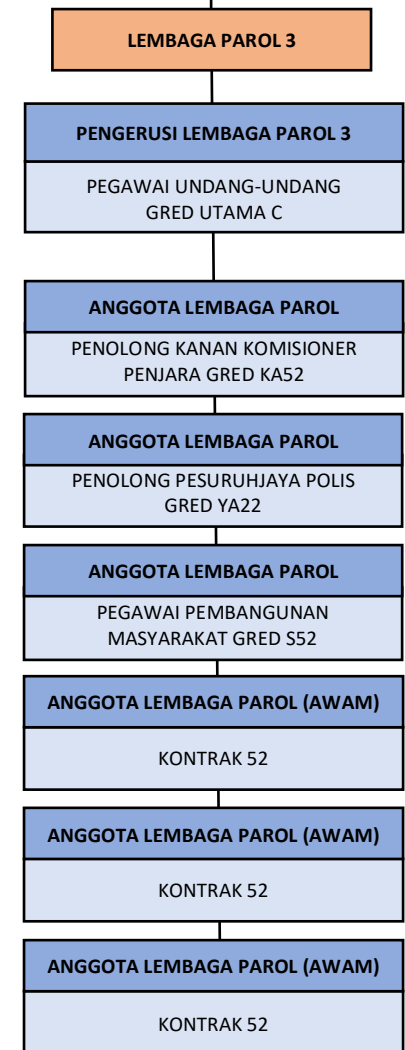 LEMBAGA PAROL 3
PENGERUSI LEMBAGA PAROL 3
PEGAWAI UNDANG-UNDANG
GRED UTAMA C
ANGGOTA LEMBAGA PAROL
PENOLONG KANAN KOMISIONER
PENJARA GRED KA52
ANGGOTA LEMBAGA PAROL
PENOLONG PESURUHJAYA POLIS
GRED YA22
ANGGOTA LEMBAGA PAROL
PEGAWAI PEMBANGUNAN
MASYARAKAT GRED S52
ANGGOTA LEMBAGA PAROL (AWAM)
KONTRAK 52
ANGGOTA LEMBAGA PAROL (AWAM)
KONTRAK 52
ANGGOTA LEMBAGA PAROL (AWAM)
KONTRAK 52